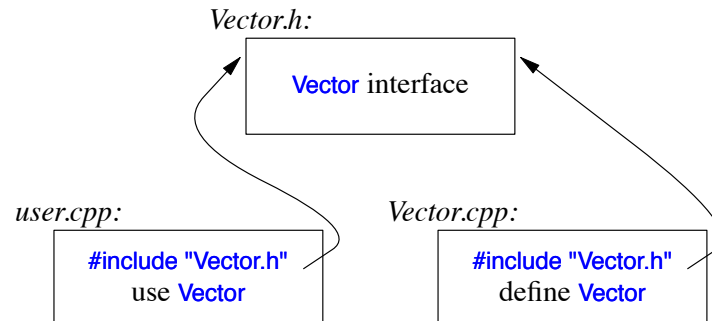 Vector.h:
Vector interface
user.cpp:
Vector.cpp:
#include "Vector.h"
use Vector
#include "Vector.h"
define Vector